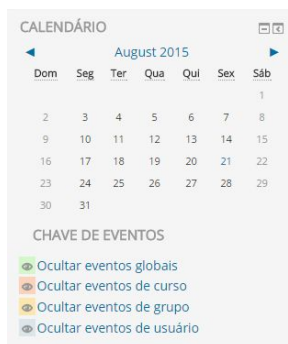 CALENDÁRIO
◄ August 2015 ►
Dom Seg Ter Qua Qui Sex Sáb
1
2 3 4 5 6 7 8
9 10 11 12 13 14 15
16 17 18 19 20 21 22
23 24 25 26 27 28 29
30 31
CHAVE DE EVENTOS
Ocultar eventos globais
Ocultar eventos de curso
Ocultar eventos de grupo
Ocultar eventos de usuário